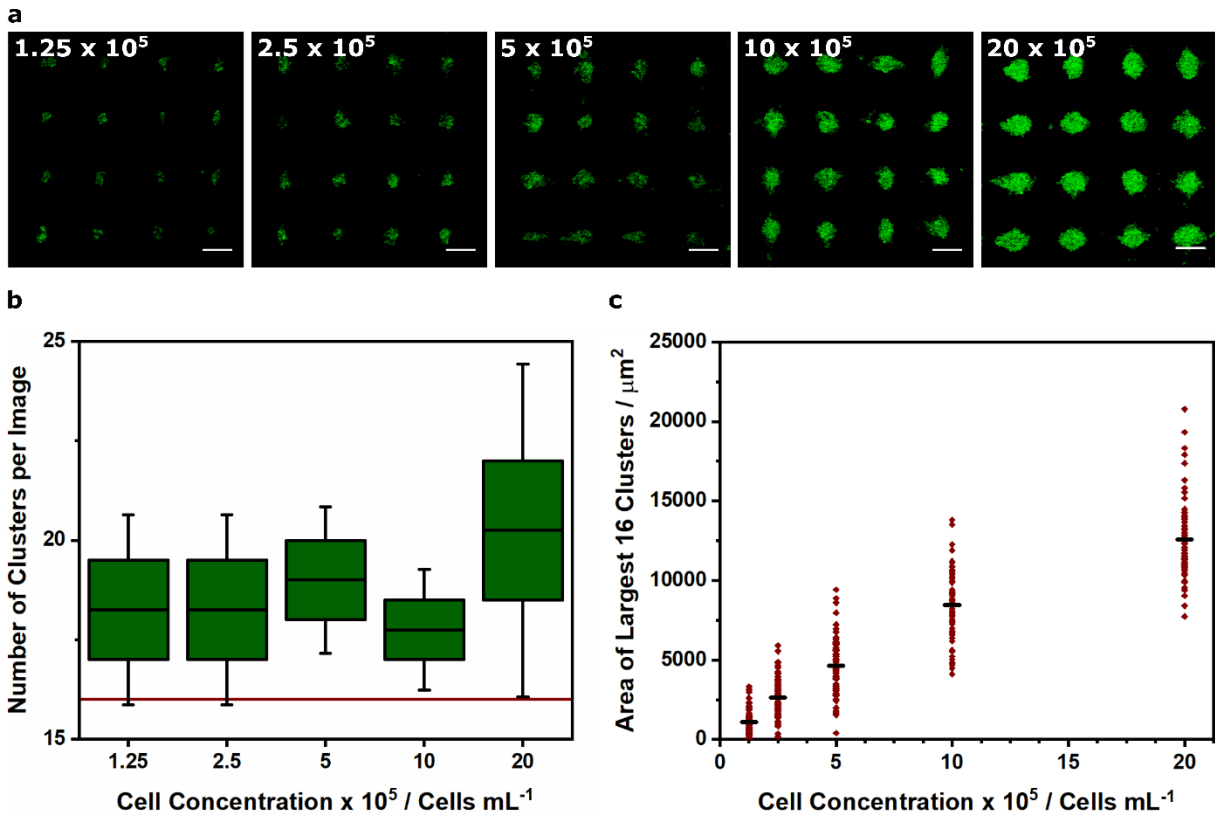 a
1.25 x 10⁵
2.5 x 10⁵
5 x 10⁵
10 x 10⁵
20 x 10⁵
b
Number of Clusters per Image
25
20
15
1.25
2.5
5
10
20
Cell Concentration x 10⁵ / Cells mL⁻¹
c
Area of Largest 16 Clusters / μm²
25000
20000
15000
10000
5000
0
0
5
10
15
20
Cell Concentration x 10⁵ / Cells mL⁻¹